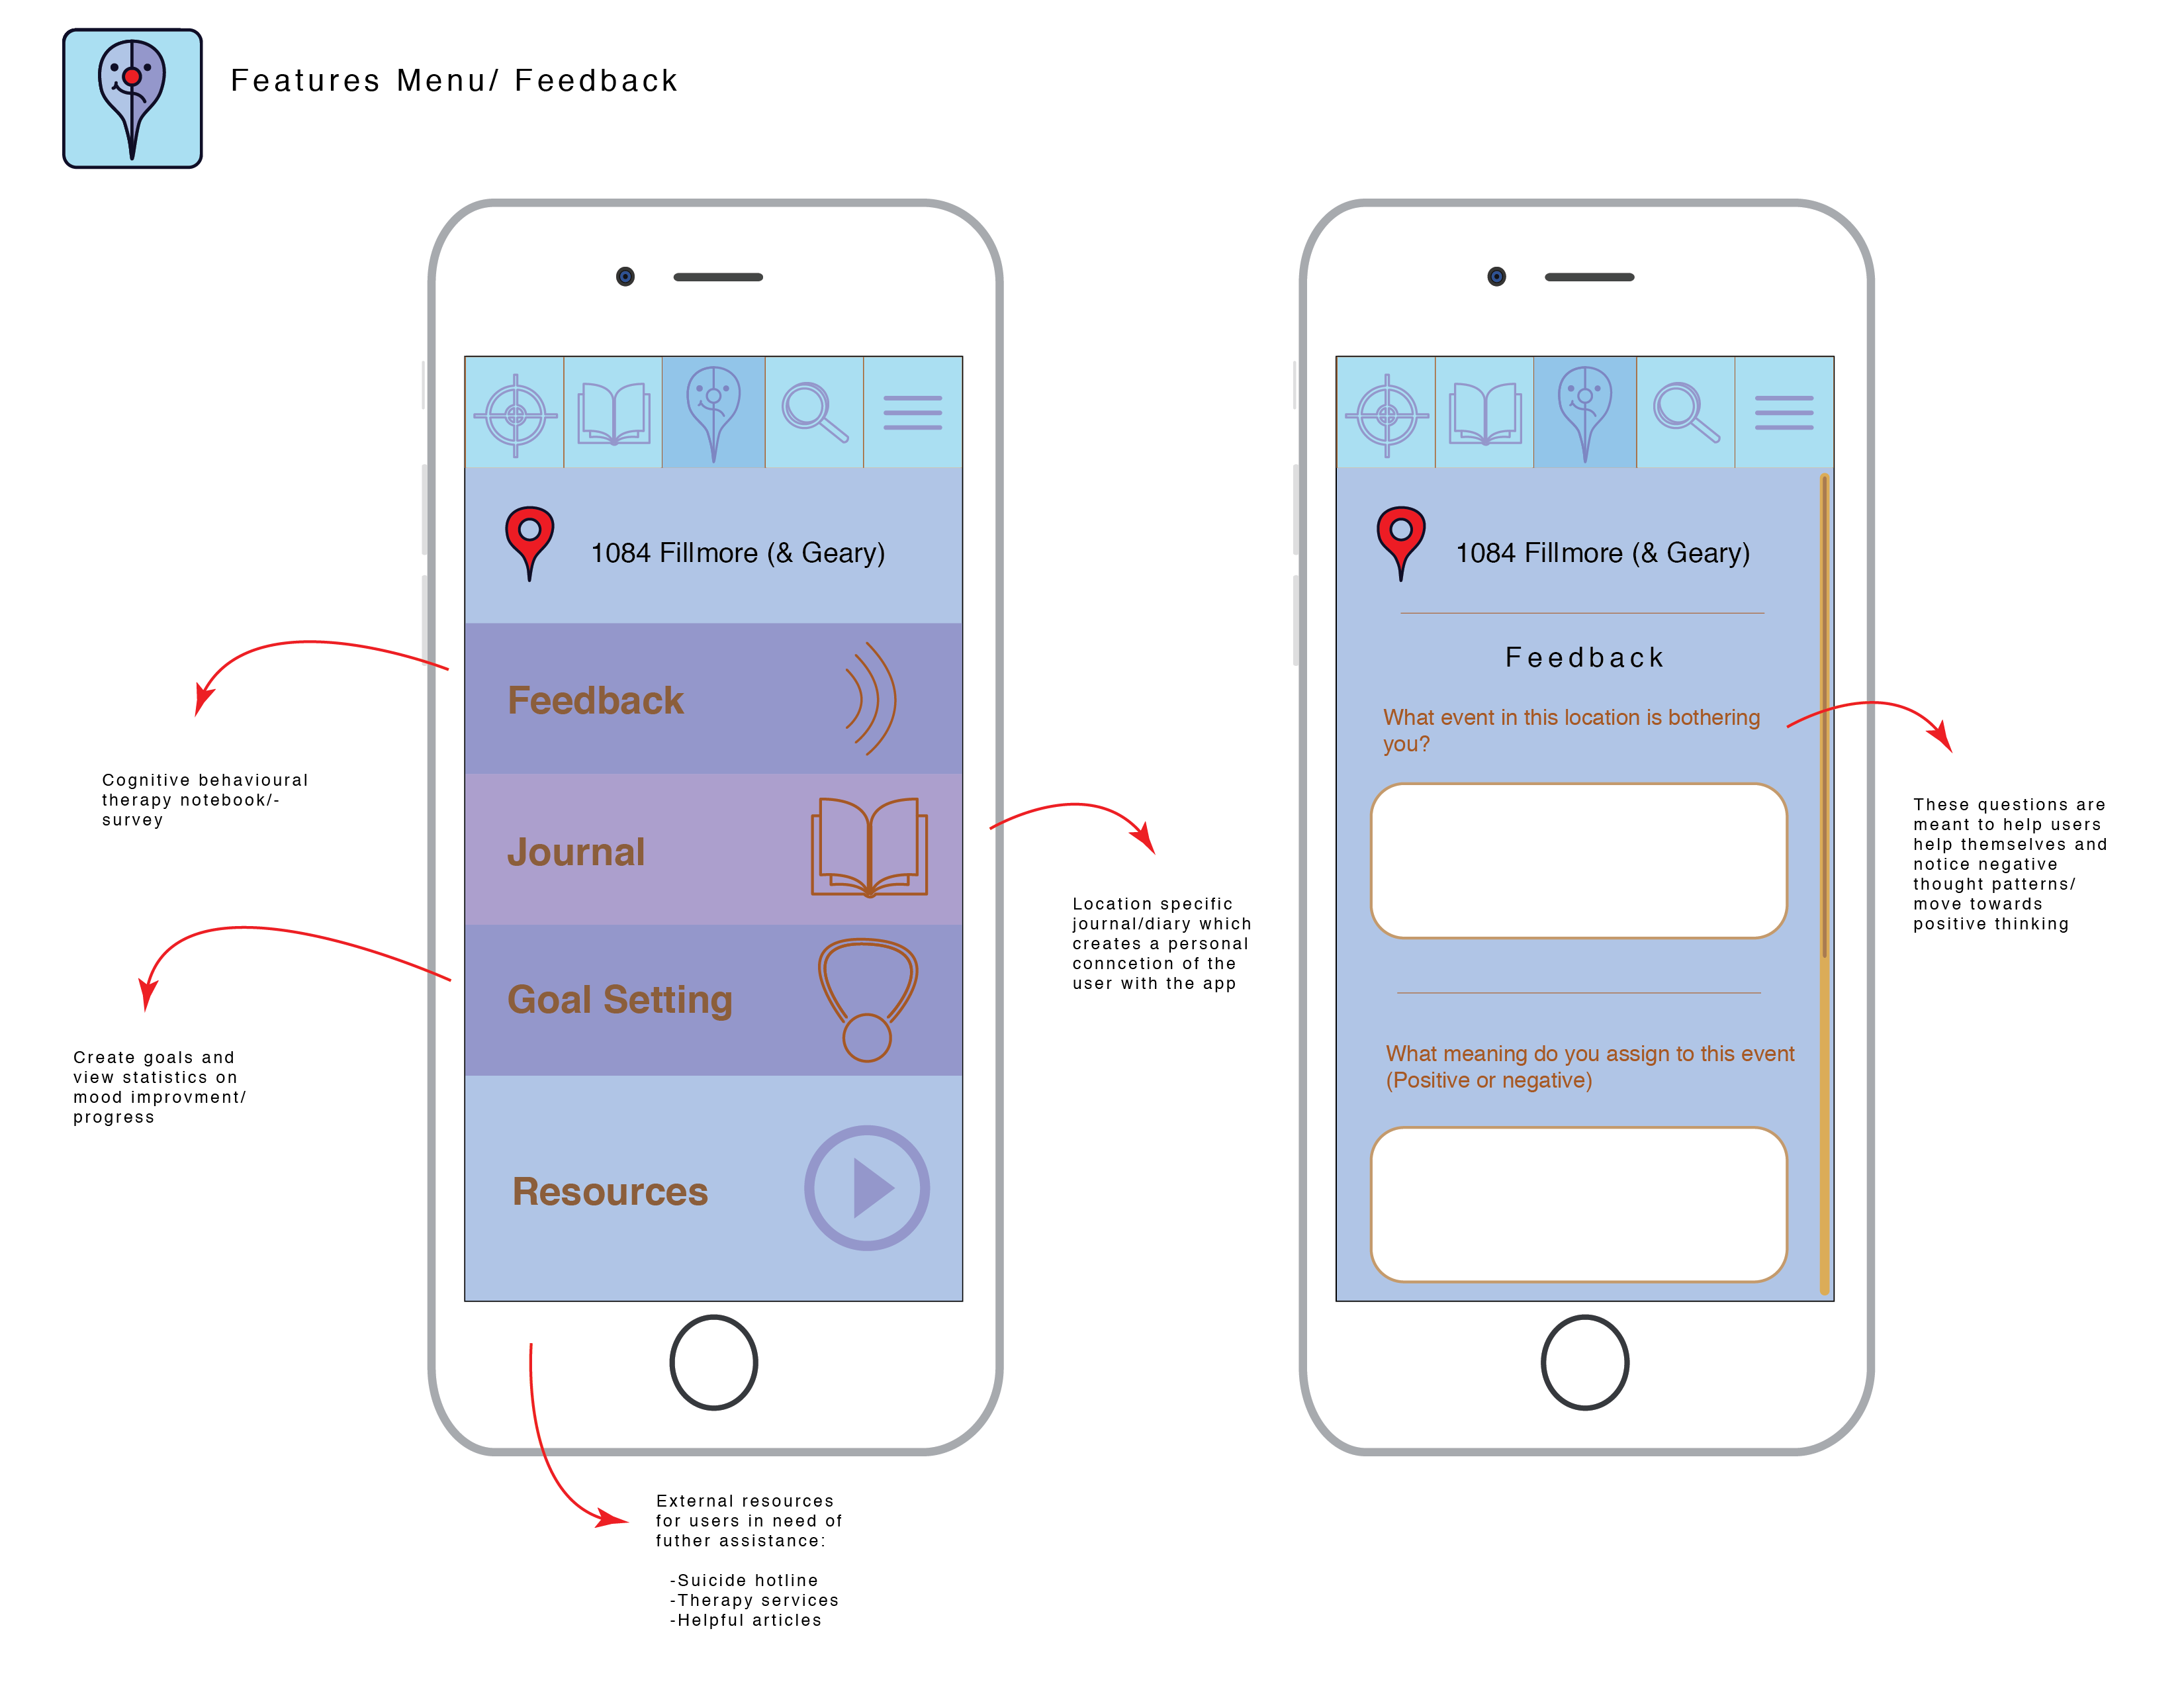 Features Menu/ Feedback
1084 Fillmore (& Geary)
Feedback
Journal
Goal Setting
Resources
Cognitive behavioural
therapy notebook/-
survey
Create goals and
view statistics on
mood improvment/
progress
Location specific
journal/diary which
creates a personal
conncetion of the
user with the app
External resources
for users in need of
futher assistance:
-Suicide hotline
-Therapy services
-Helpful articles
1084 Fillmore (& Geary)
Feedback
What event in this location is bothering
you?
What meaning do you assign to this event
(Positive or negative)
These questions are
meant to help users
help themselves and
notice negative
thought patterns/
move towards
positive thinking